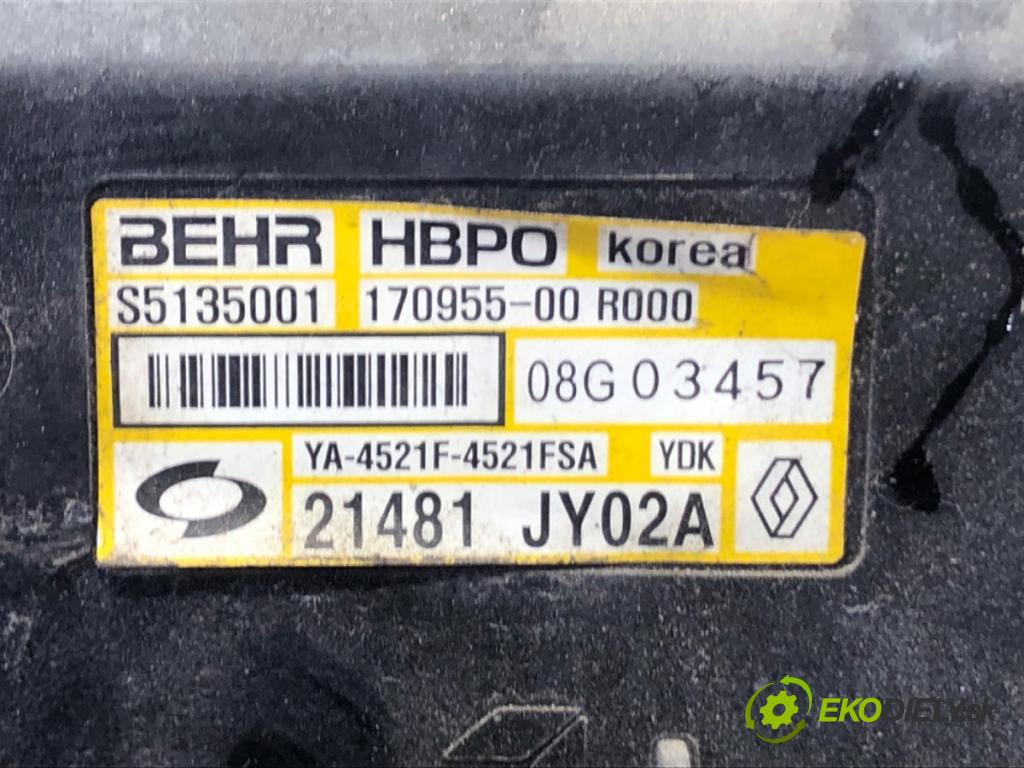 BEHR HBPO korea
S5135001 170955-00 R000
08G03457
YA-4521F-4521FSA YDK
21481 JY02A
EKODIELY.sk